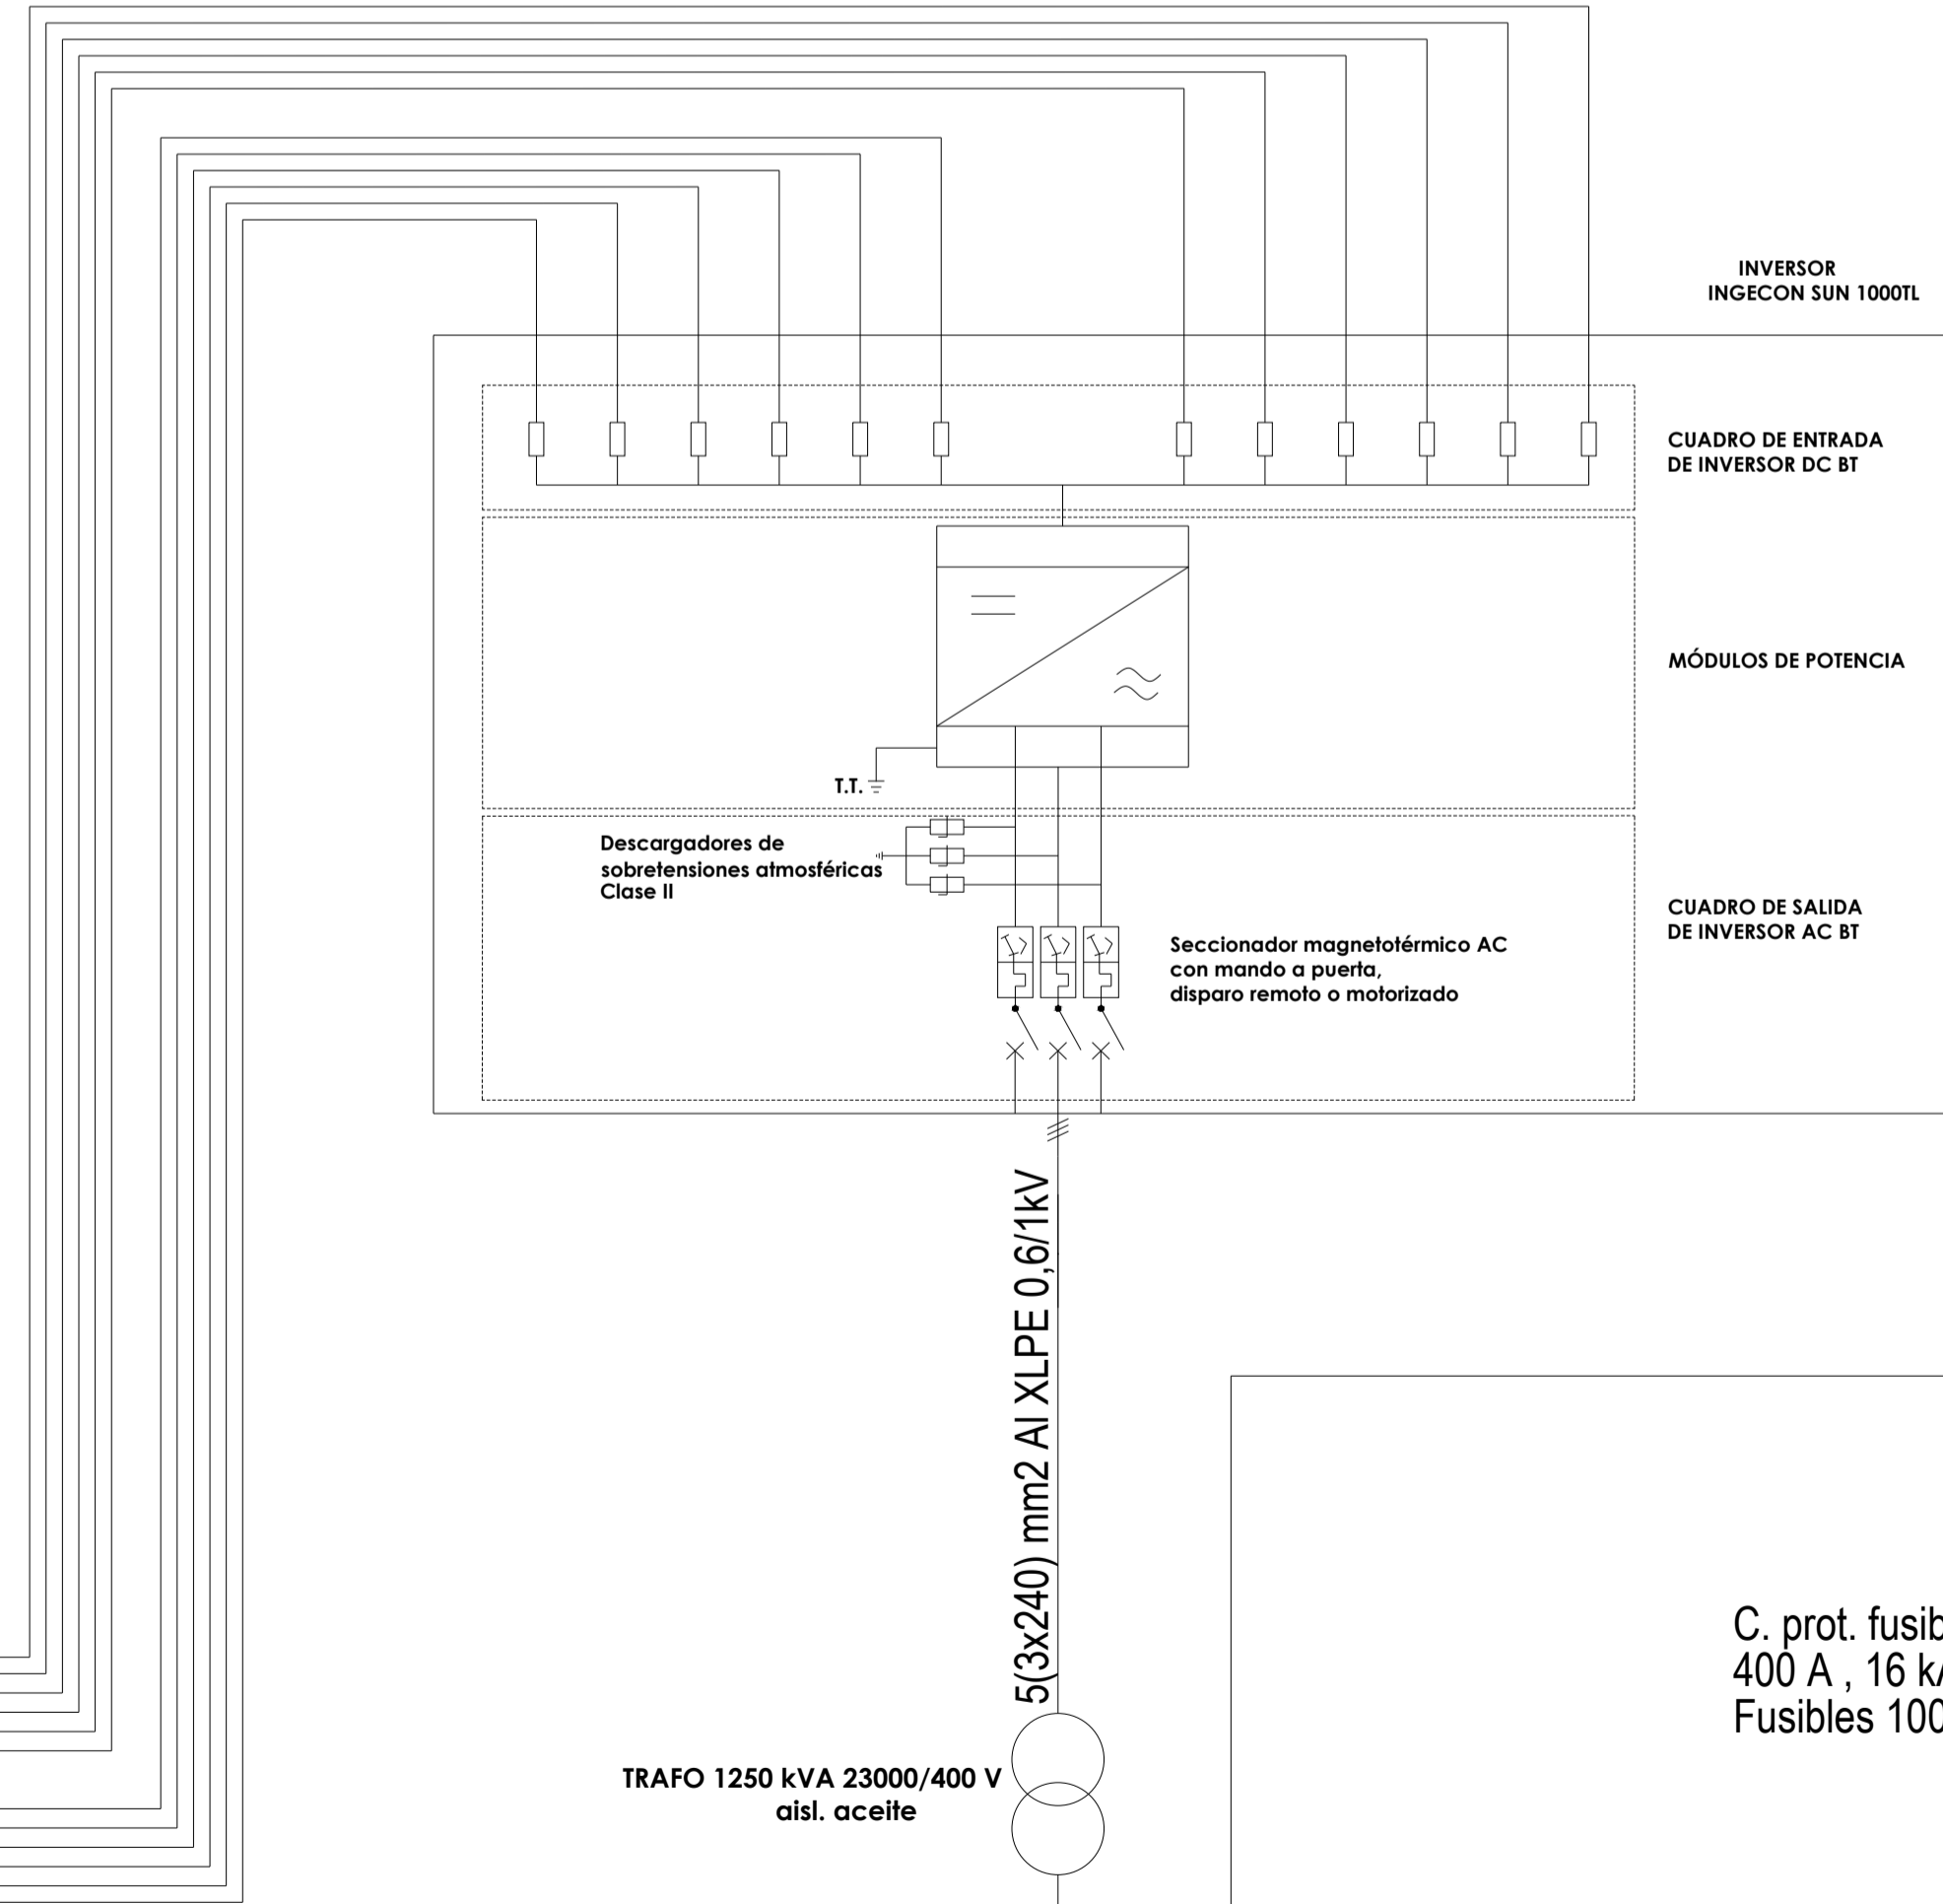 INVERSOR
INGECON SUN 1000TL
CUADRO DE ENTRADA
DE INVERSOR DC BT
MÓDULOS DE POTENCIA
T.T.
Descargadores de
sobretensiones atmosféricas
Clase II
CUADRO DE SALIDA
DE INVERSOR AC BT
Seccionador magnetotérmico AC
con mando a puerta,
disparo remoto o motorizado
5(3x240) mm2 Al XLPE 0,6/1kV
C. prot. fusib
400 A , 16 k
Fusibles 100
TRAFO 1250 kVA 23000/400 V
aisl. aceite